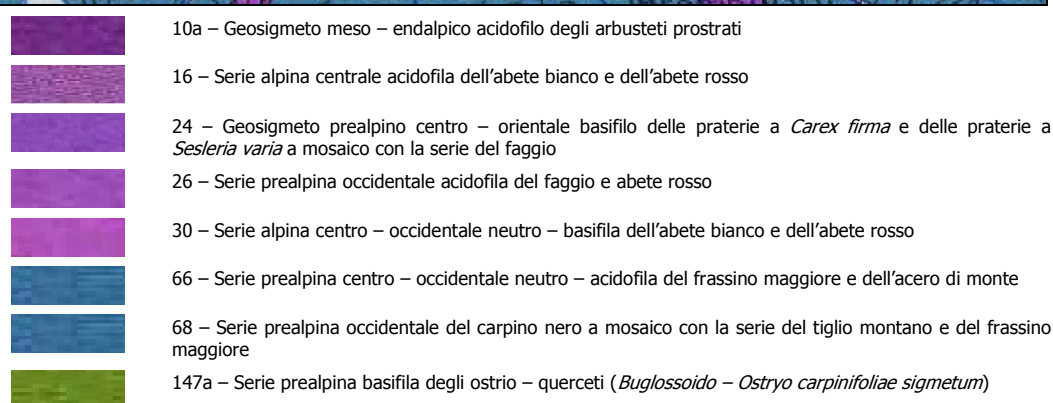 10a – Geosigmeto meso – endalpico acidofilo degli arbusteti prostrati
16 – Serie alpina centrale acidofila dell'abete bianco e dell'abete rosso
24 – Geosigmeto prealpino centro – orientale basifilo delle praterie a Carex firma e delle praterie a
Sesleria varia a mosaico con la serie del faggio
26 – Serie prealpina occidentale acidofila del faggio e abete rosso
30 – Serie alpina centro – occidentale neutro – basifila dell'abete bianco e dell'abete rosso
66 – Serie prealpina centro – occidentale neutro – acidofila del frassino maggiore e dell'acero di monte
68 – Serie prealpina occidentale del carpino nero a mosaico con la serie del tiglio montano e del frassino
maggiore
147a – Serie prealpina basifila degli ostrio – querceti (Buglossoido – Ostryo carpinifoliae sigmetum)